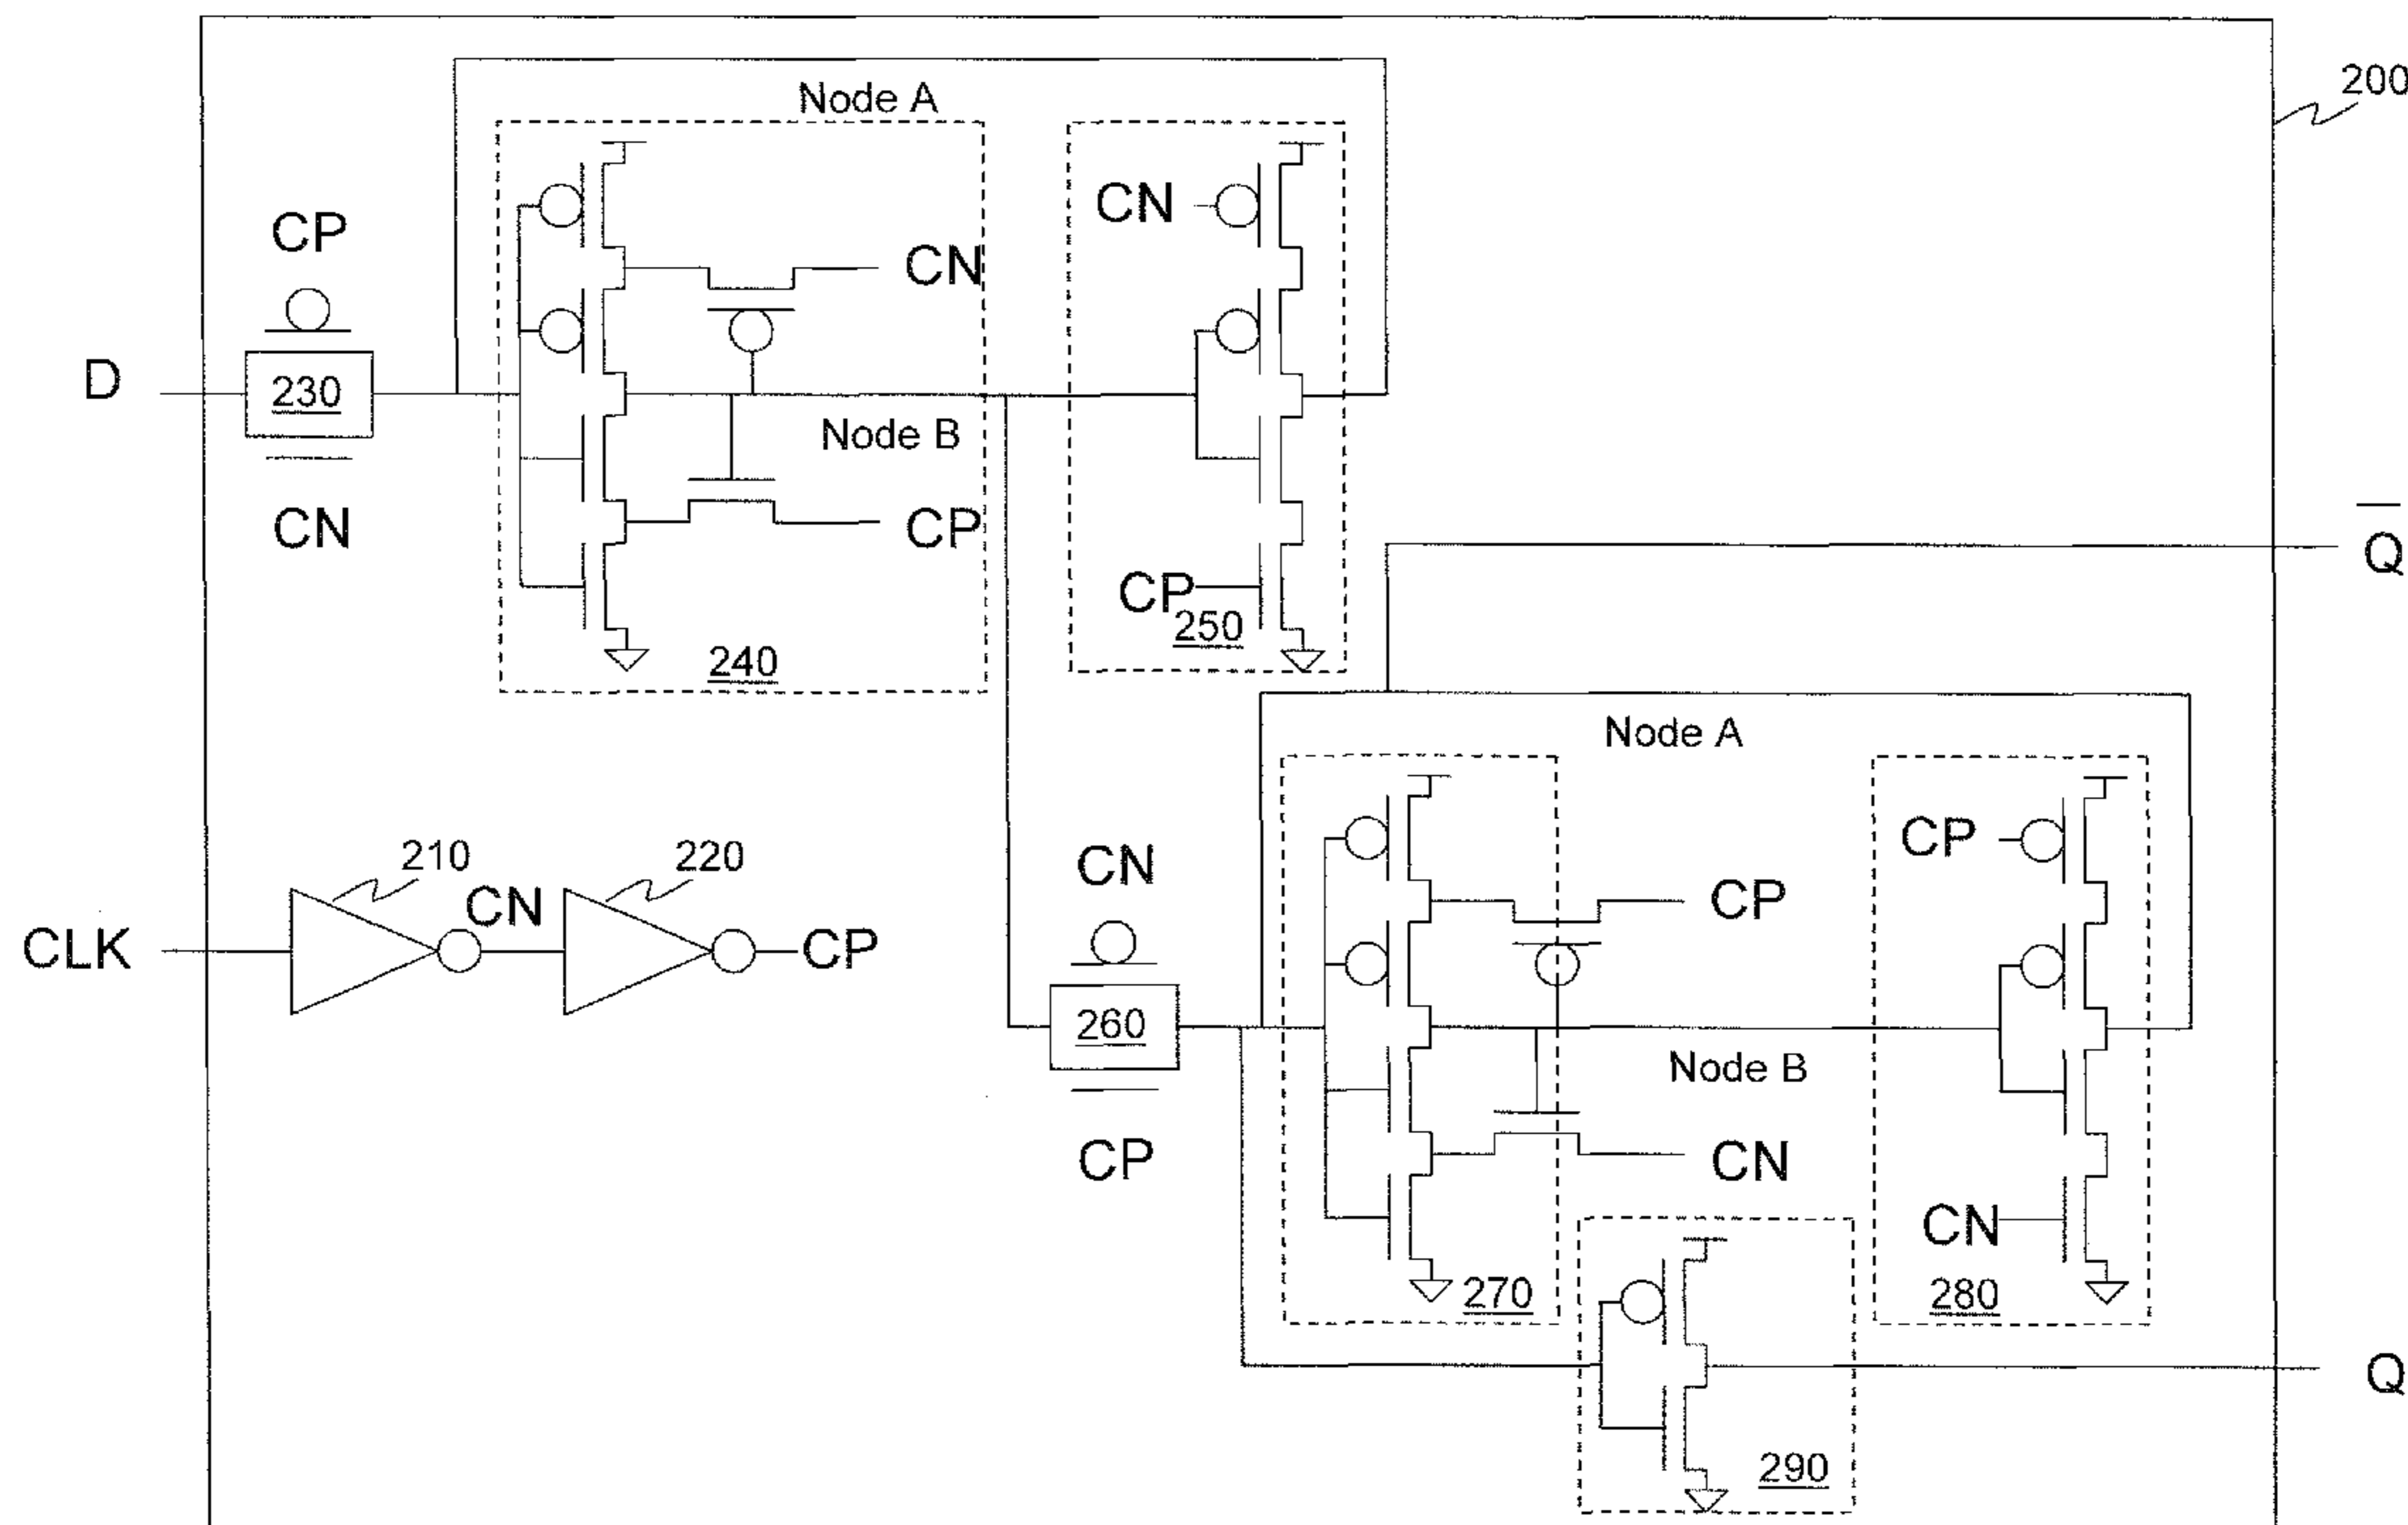 200
Node A
CN
CP
CN
D
230
Node B
CN
CP
CP
250
240
Q
Node A
210
220
CN
CN
CP
CP
CLK
CP
260
Node B
CP
CN
CN
270
280
Q
290